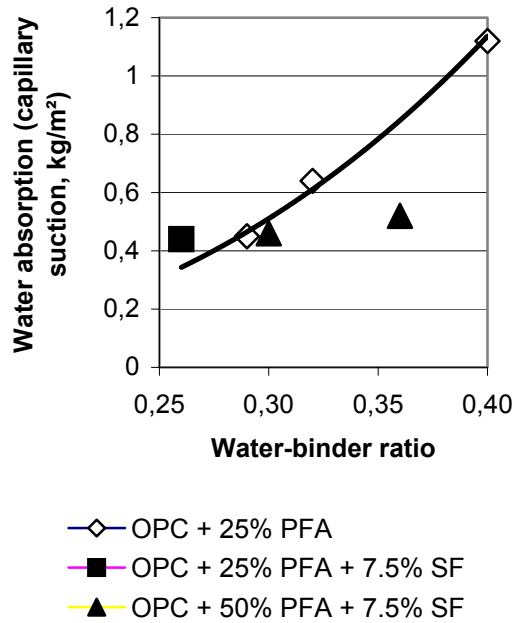 Water absorption (capillary
suction, kg/m²)
1,2
1
0,8
0,6
0,4
0,2
0
0,25
0,30
0,35
0,40
Water-binder ratio
OPC + 25% PFA
OPC + 25% PFA + 7.5% SF
OPC + 50% PFA + 7.5% SF